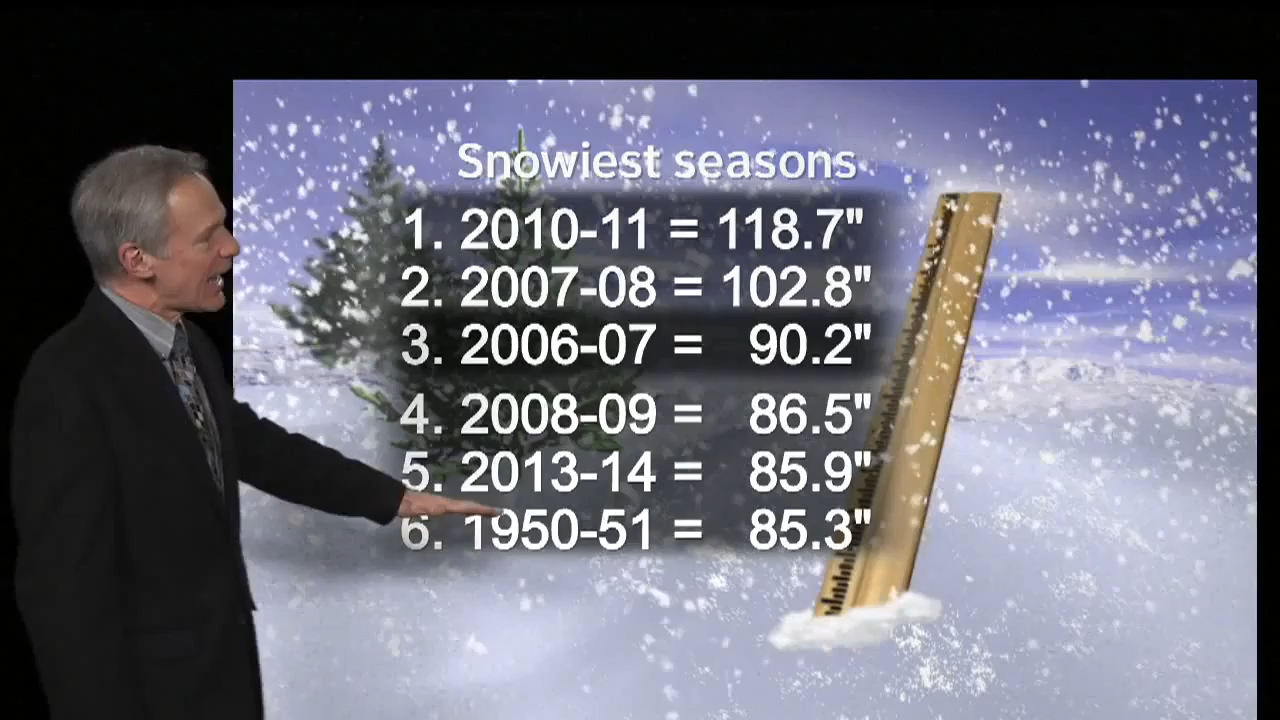 Snowiest seasons
1. 2010-11 = 118.7"
2. 2007-08 = 102.8"
3. 2006-07 = 90.2"
4. 2008-09 = 86.5"
5. 2013-14 = 85.9"
6. 1950-51 = 85.3"